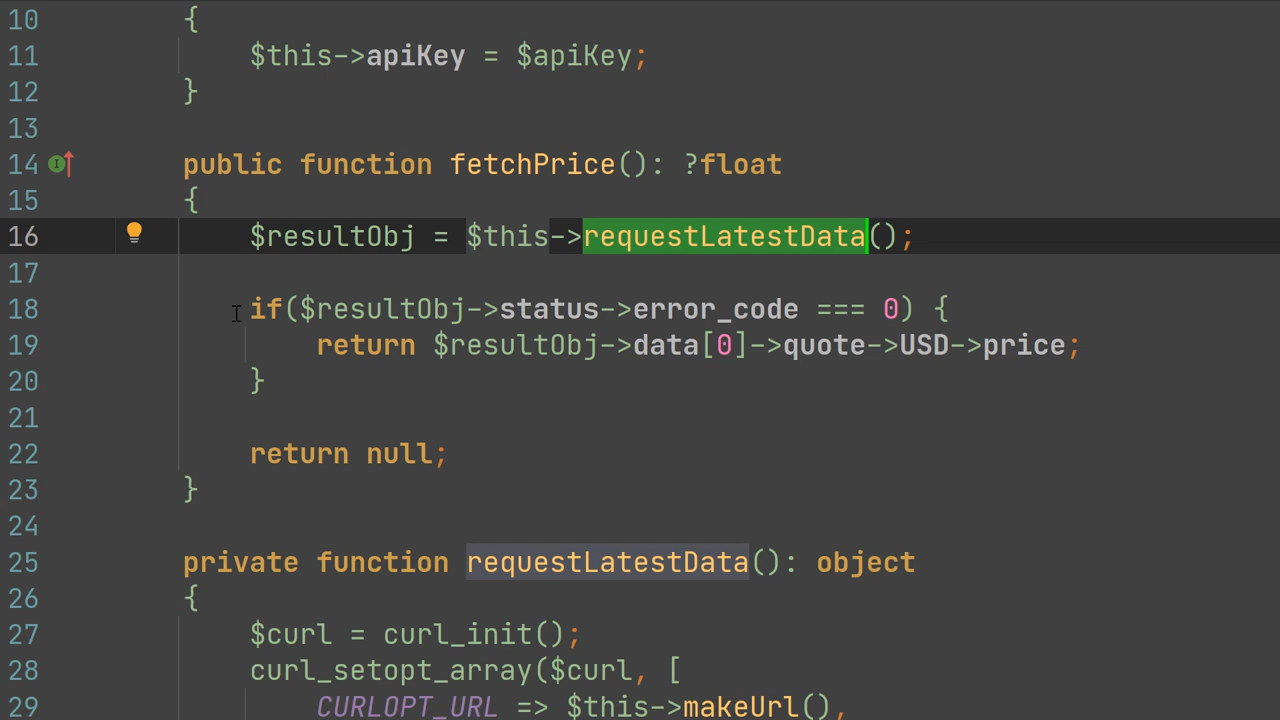 10 {
11 $this->apiKey = $apiKey;
12 }
13
14 public function fetchPrice(): ?float
15 {
16 $resultObj = $this->requestLatestData();
17
18 if($resultObj->status->error_code === 0) {
19 return $resultObj->data[0]->quote->USD->price;
20 }
21
22 return null;
23 }
24
25 private function requestLatestData(): object
26 {
27 $curl = curl_init();
28 curl_setopt_array($curl, [
29 CURLOPT_URL => $this->makeUrl(),